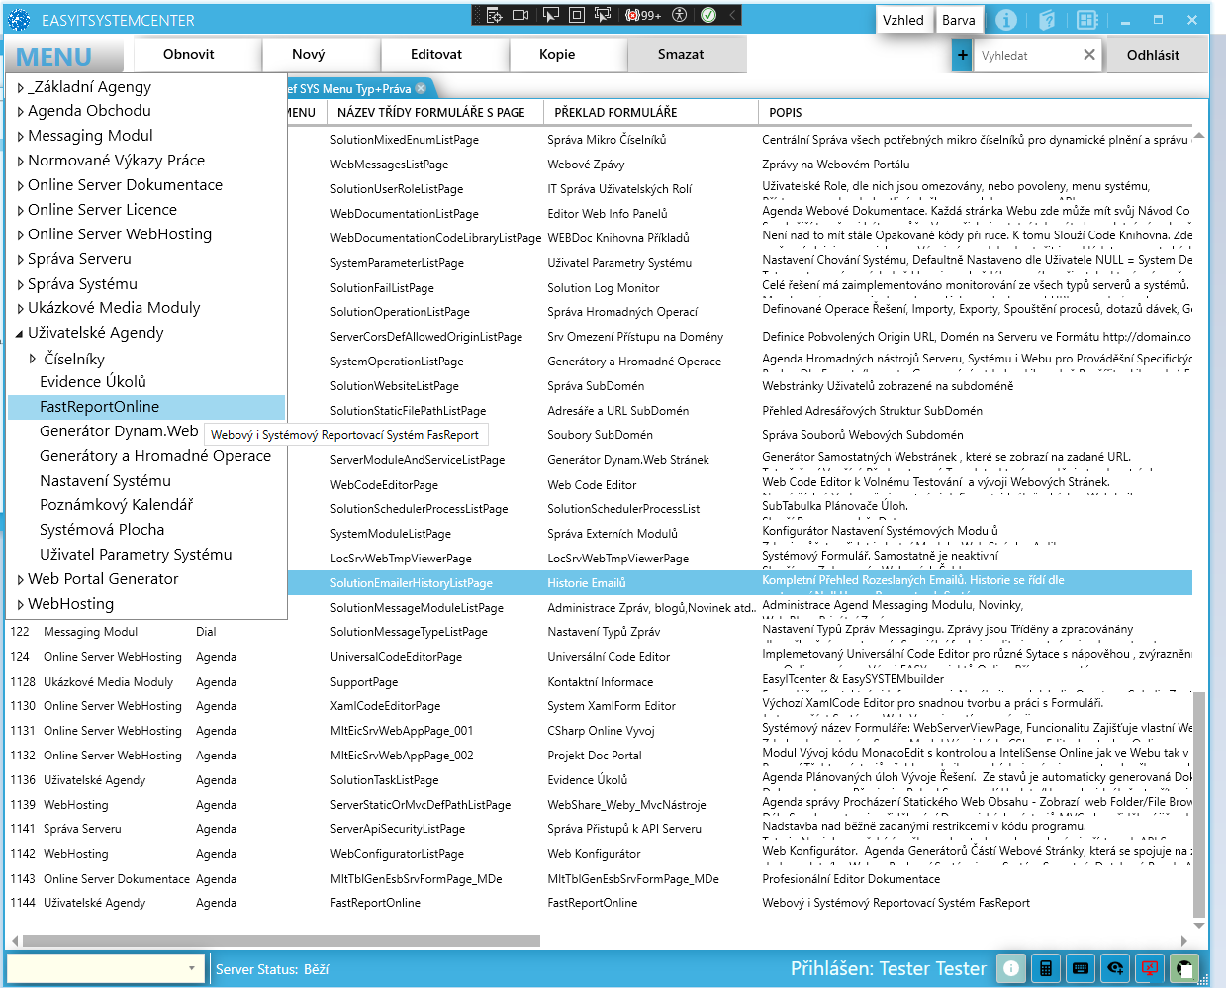 EASYITSYSTEMCENTER
99+
Vzhled
Barva
MENU
Obnovit
Nový
Editovat
Kopie
Smazat
+
Vyhledat
Odhlásit
ef SYS Menu Typ+Práva
_Základní Agengy
Agenda Obchodu
Messaging Modul
Normované Výkazy Práce
Online Server Dokumentace
Online Server Licence
Online Server WebHosting
Správa Serveru
Správa Systému
Ukázkové Media Moduly
Uživatelské Agendy
Číselníky
Evidence Úkolů
FastReportOnline
Generátor Dynam.Web
Generátory a Hromadné Operace
Nastavení Systému
Poznámkový Kalendář
Systémová Plocha
Uživatel Parametry Systému
Web Portal Generator
WebHosting
Webový i Systémový Reportovací Systém FasReport
MENU NÁZEV TŘÍDY FORMULÁŘE S PAGE PŘEKLAD FORMULÁŘE POPIS
SolutionMixedEnumListPage Správa Mikro Číselníků Centrální Správa všech potřebných mikro číselníků pro dynamické plnění a správu
WebMessagesListPage Webové Zpávy Zprávy na Webovém Portálu
SolutionUserRoleListPage IT Správa Uživatelských Rolí Uživatelské Role, dle nich jsou omezovány, nebo povoleny, menu systému,
WebDocumentationListPage Editor Web Info Panelů Agenda Webové Dokumentace. Každá stránka Webu zde může mít svůj Návod Co
WebDocumentationCodeLibraryListPage WEBDoc Knihovna Příkladů Není nad to mít stále Opakované kódy při ruce. K tomu Slouží Code Knihovna. Zde
SystemParameterListPage Uživatel Parametry Systému Nastavení Chování Systému, Defaultně Nastaveno dle Uživatele NULL = System De
SolutionFailListPage Solution Log Monitor Celé řešení má zaimplementováno monitorování ze všech typů serverů a systémů.
SolutionOperationListPage Správa Hromadných Operací Definované Operace Řešení, Importy, Exporty, Spouštění procesů, dotazů dávek, Ge
ServerCorsDefAllowedOriginListPage Srv Omezení Přístupu na Domény Definice Pobvolených Origin URL, Domén na Serveru ve Formátu http://domain.co
SystemOperationListPage Generátory a Hromadné Operace Agenda Hromadných nástrojů Serveru, Systému i Webu pro Prováděšní Specifickýc
SolutionWebsiteListPage Správa SubDomén Webstránky Uživatelů zobrazené na subdoméně
SolutionStaticFilePathListPage Adresáře a URL SubDomén Přehled Adresářových Struktur SubDomén
SolutionStaticFileListPage Soubory SubDomén Správa Souborů Webových Subdomén
ServerModuleAndServiceListPage Generátor Dynam.Web Stránek Generátor Samostatných Webstránek , které se zobrazí na zadané URL.
WebCodeEditorPage Web Code Editor Web Code Editor k Volnému Testování a vývoji Webových Stránek.
SolutionSchedulerProcessListPage SolutionSchedulerProcessList SubTabulka Plánovače Úloh.
SystemModuleListPage Správa Externích Modulů Konfigurátor Nastavení Systémových Modulů
LocSrvWebTmpViewerPage LocSrvWebTmpViewerPage Systémový Formulář. Samostatně je neaktivní
SolutionEmailerHistoryListPage Historie Emailů Kompletní Přehled Rozeslaných Emailů. Historie se řídí dle
SolutionMessageModuleListPage Administrace Zpráv, blogů,Novinek atd.. Administrace Agend Messaging Modulu, Novinky,
122 Messaging Modul Dial SolutionMessageTypeListPage Nastavení Typů Zpráv Nastavení Typů Zpráv Messagingu. Zprávy jsou Tříděny a zpracovánány
124 Online Server WebHosting Agenda UniversalCodeEditorPage Universální Code Editor Implemetovaný Universální Code Editor pro různé Sytace s nápověhou , zvýrazněn
1128 Ukázkové Media Moduly Agenda SupportPage Kontaktní Informace EasyITcenter & EasySYSTEMbuilder
1130 Online Server WebHosting Agenda XamlCodeEditorPage System XamlForm Editor Výchozí XamlCode Editor pro snadnou tvorbu a práci s Formuláři.
1131 Online Server WebHosting Agenda MltEicSrvWebAppPage_001 CSharp Online Vyvoj Systémový název Formuláře: WebServerViewPage, Funcionalitu Zajišťuje vlastní We
1132 Online Server WebHosting Agenda MltEicSrvWebAppPage_002 Projekt Doc Portal Modul Vývoj kódu MonacoEdit s kontrolou a InteliSense Online jak ve Webu tak v
1136 Uživatelské Agendy Agenda SolutionTaskListPage Evidence Úkolů Agenda Plánovaných úloh Vývoje Řešení. Ze stavů je automaticky generovaná Dok
1139 WebHosting Agenda ServerStaticOrMvcDefPathListPage WebShare_Weby_MvcNástroje Agenda správy Procházení Statického Web Obsahu - Zobrazí web Folder/File Brow
1141 Správa Serveru Agenda ServerApiSecurityListPage Správa Přistupů k API Serveru Nadstavba nad běžně zacanými restrikcemi v kódu programu
1142 WebHosting Agenda WebConfiguratorListPage Web Konfigurátor Web Konfigurátor. Agenda Generátorů Částí Webové Stránky, která se spojuje na z
1143 Online Server Dokumentace Agenda MltTblGenEsbSrvFormPage_MDe MltTblGenEsbSrvFormPage_MDe Profesionální Editor Dokumentace
1144 Uživatelské Agendy Agenda FastReportOnline FastReportOnline Webový i Systémový Reportovací Systém FasReport
Server Status: Běží
Přihlášen: Tester Tester